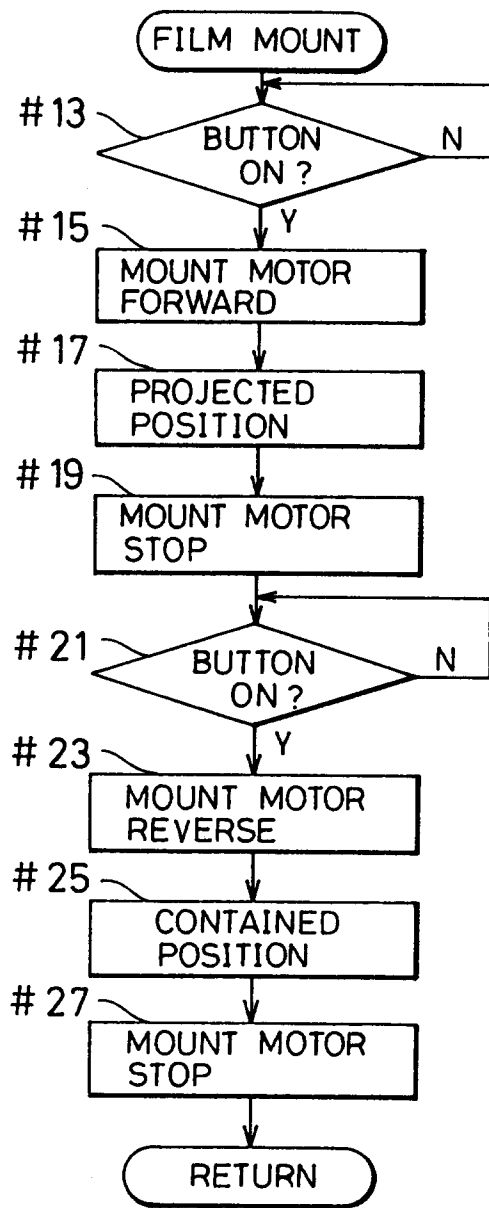 FILM MOUNT
#13
BUTTON
ON?
N
Y
#15
MOUNT MOTOR
FORWARD
#17
PROJECTED
POSITION
#19
MOUNT MOTOR
STOP
#21
BUTTON
ON?
N
Y
#23
MOUNT MOTOR
REVERSE
#25
CONTAINED
POSITION
#27
MOUNT MOTOR
STOP
RETURN